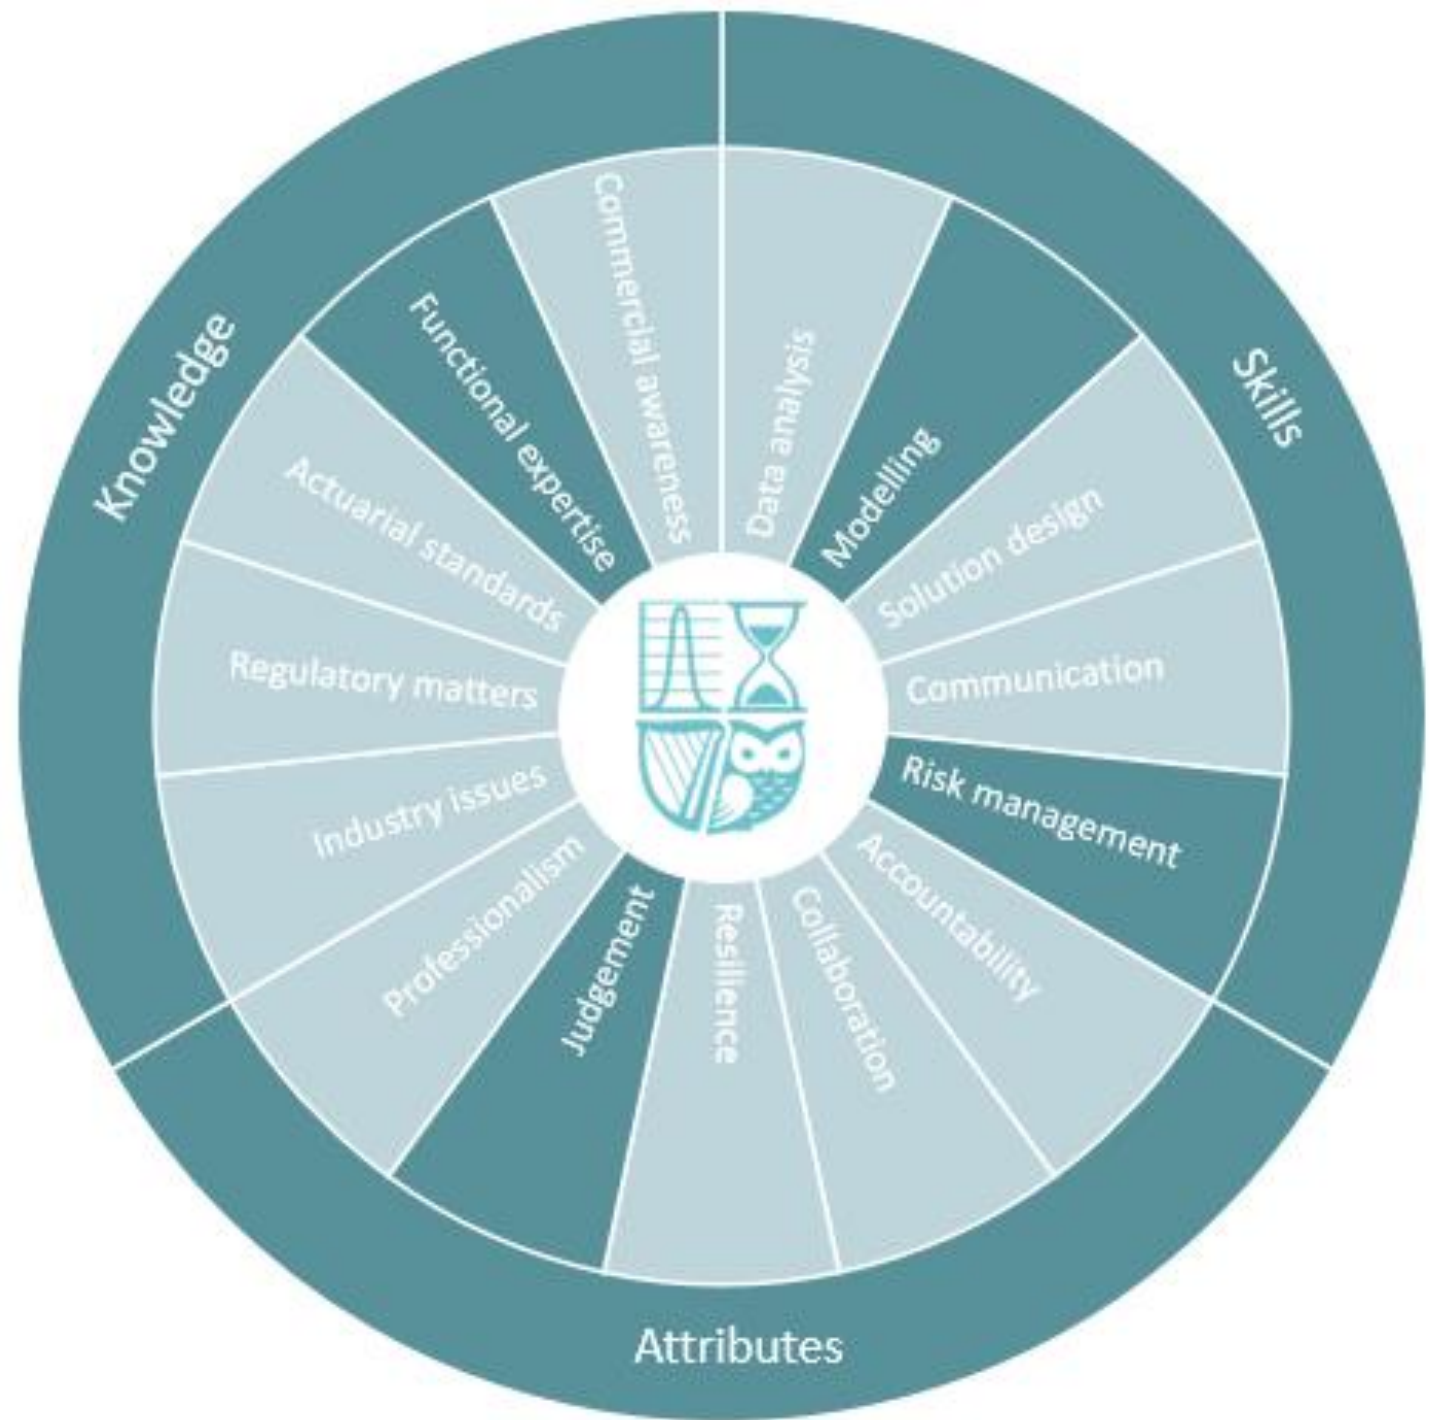 Knowledge
Commercial awareness
Functional expertise
Actuarial standards
Regulatory matters
Industry issues
Skills
Data analysis
Modelling
Solution design
Communication
Risk management
Attributes
Accountability
Collaboration
Resilience
Judgement
Professionalism